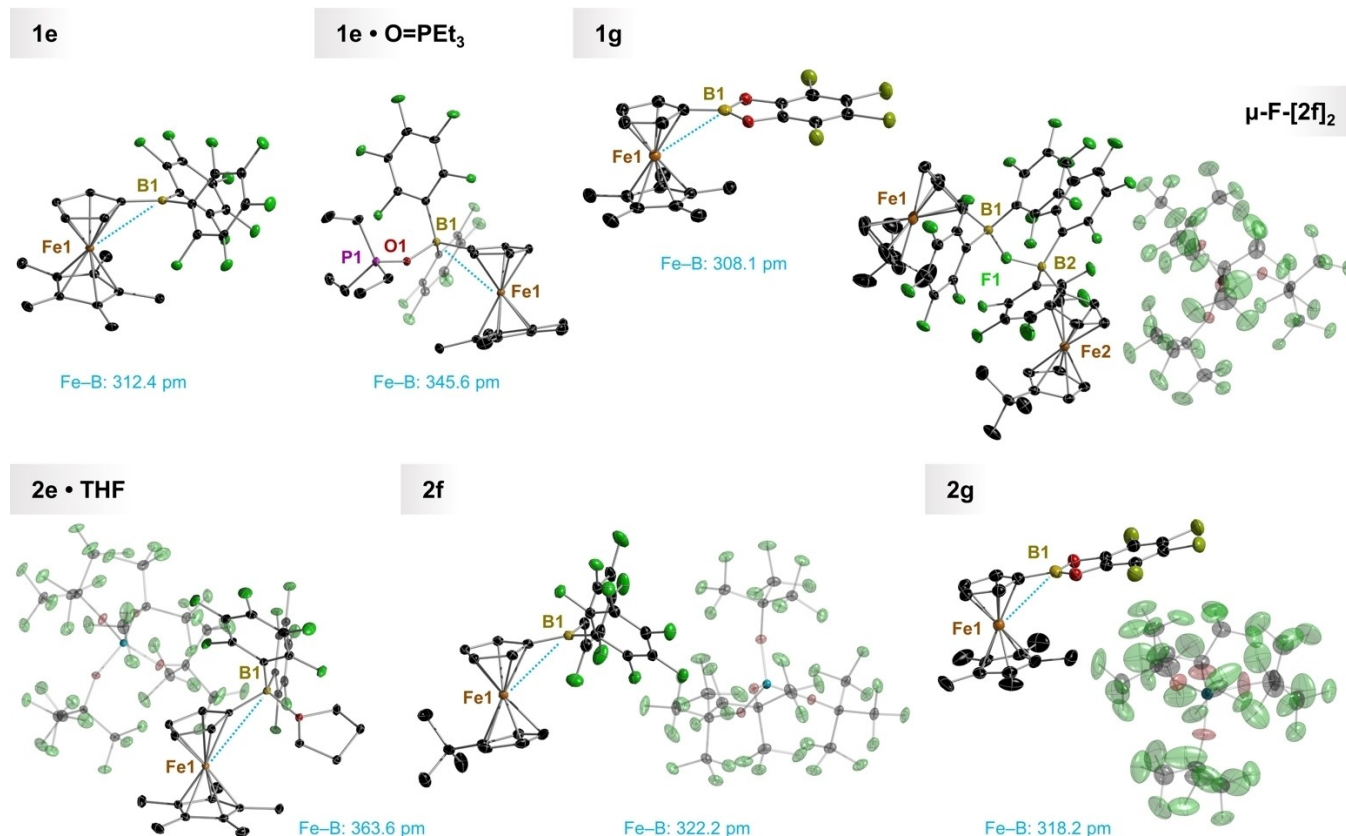 1e
1e • O=PEt₃
1g
μ-F-[2f]₂
B1
Fe1
Fe–B: 312.4 pm
B1
P1
O1
Fe1
Fe–B: 345.6 pm
B1
Fe1
Fe–B: 308.1 pm
Fe1
B1
B2
F1
Fe2
2e • THF
2f
2g
B1
Fe1
Fe–B: 363.6 pm
B1
Fe1
Fe–B: 322.2 pm
B1
Fe1
Fe–B: 318.2 pm